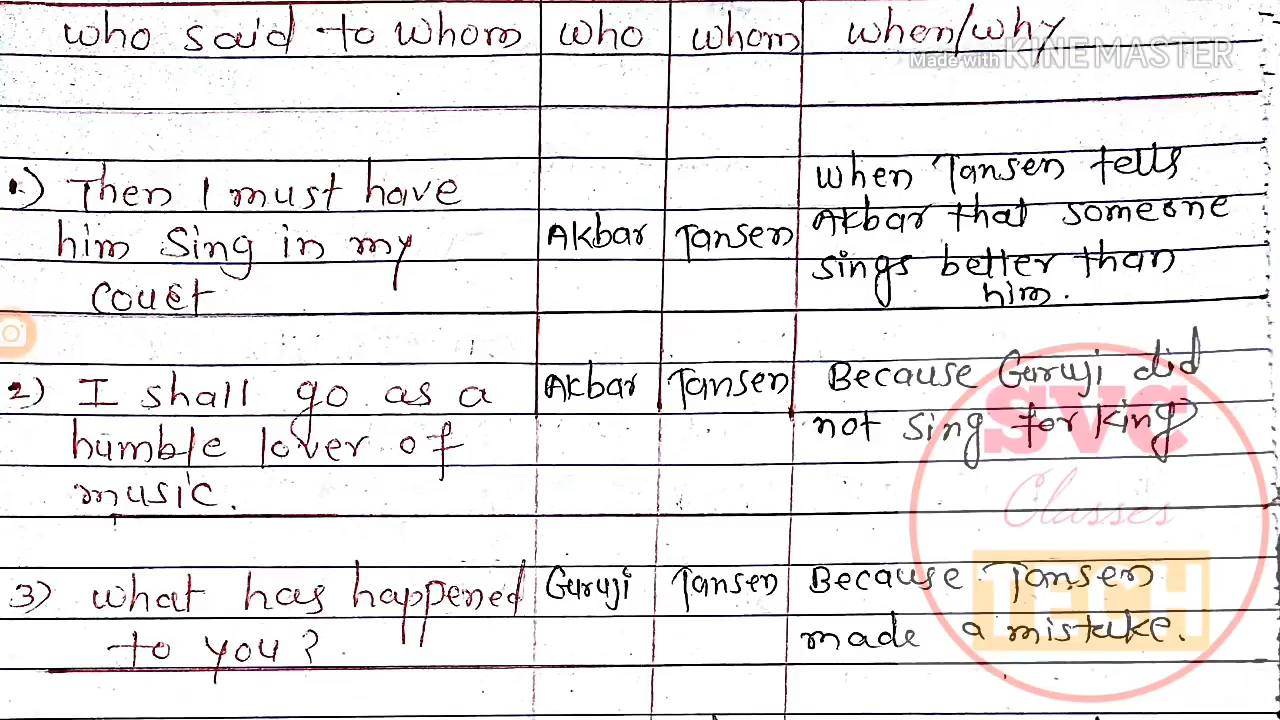 who said to whom who whom when/why
Made with KINEMASTER
1.) Then I must have
him sing in my
couet
Akbar
Tansen
when Tansen tells
Akbar that someone
sings better than
him.
2) I shall go as a
humble lover of
music.
Akbar
Tansen
Because Guruji did
not sing for king
3) what has happened
to you?
Guruji
Tansen
Because Tansen
made a mistake.
SVC
Classes
TECH